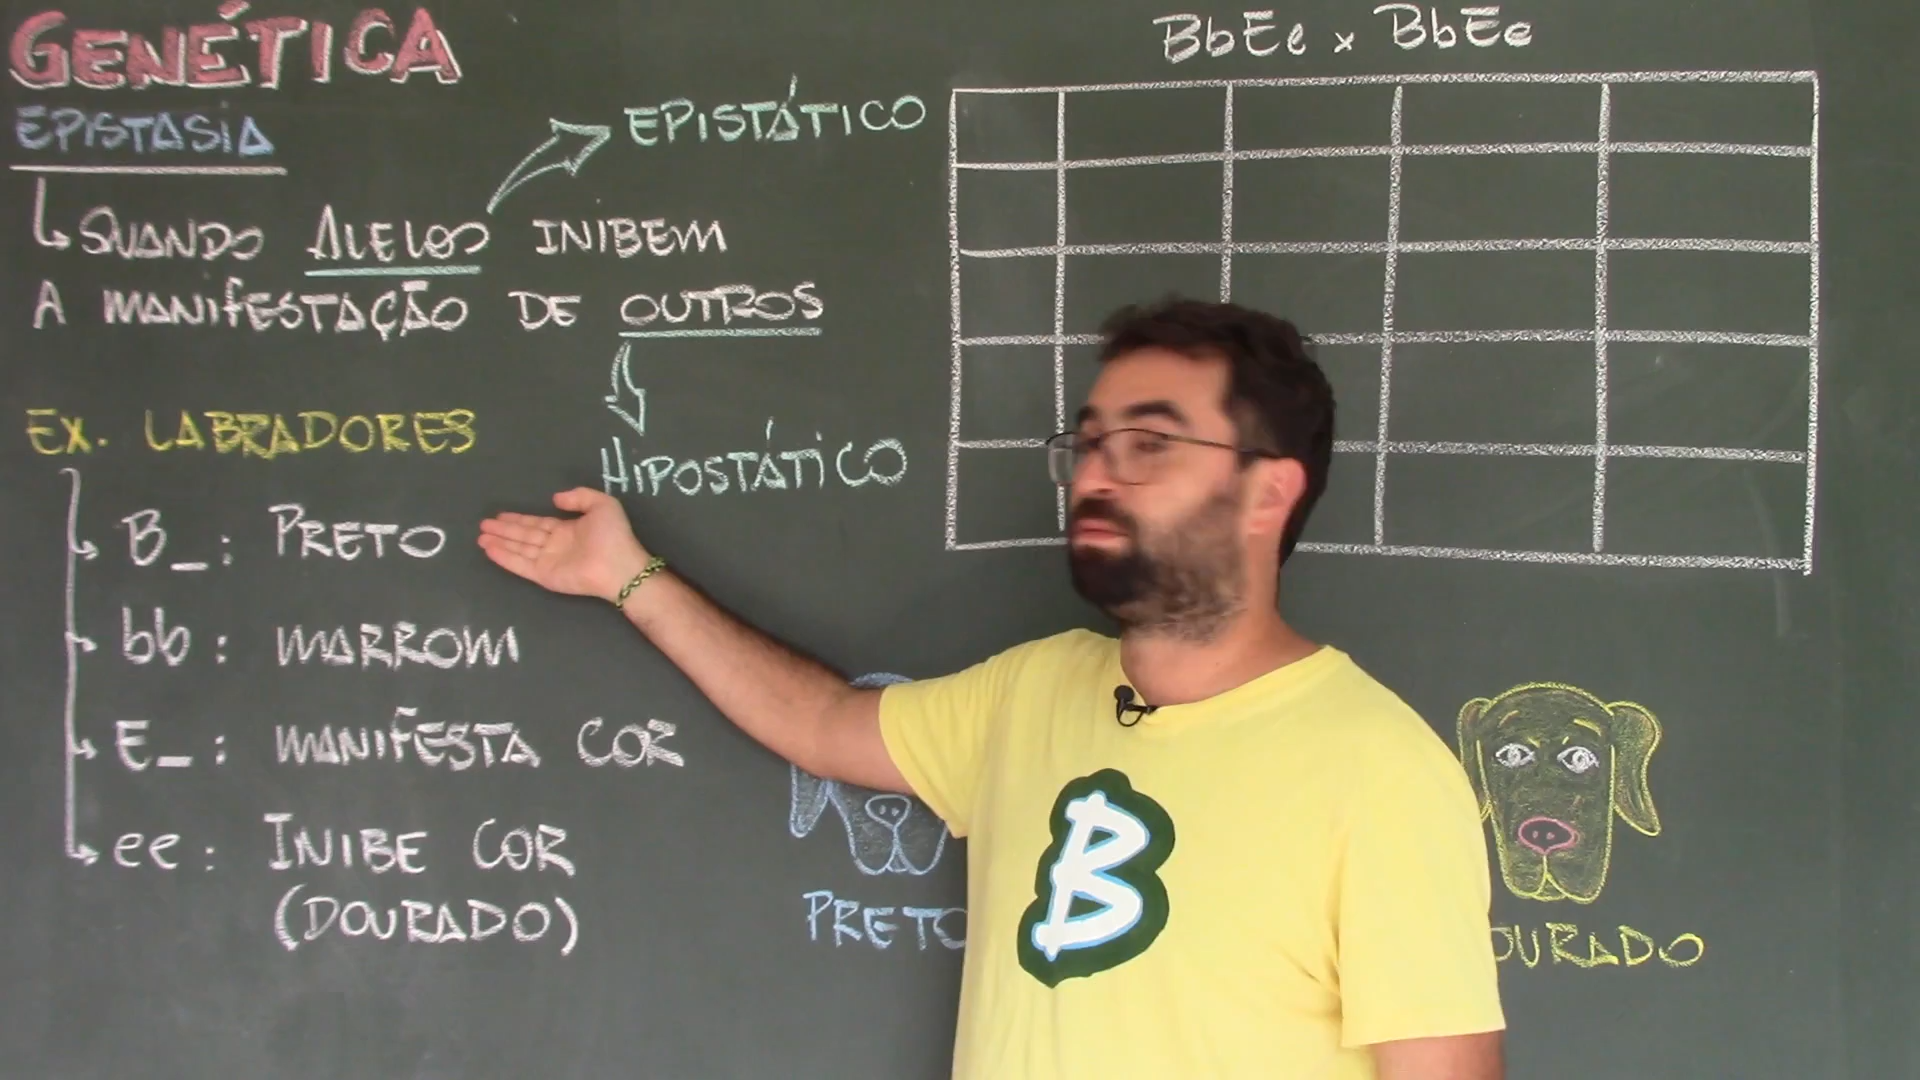 GENÉTICA
EPISTASIA
QUANDO ALELOS INIBEM
A MANIFESTAÇÃO DE OUTROS
EPISTÁTICO
HIPOSTÁTICO
EX. LABRADORES
B_: PRETO
bb: MARROM
E_: MANIFESTA COR
ee: INIBE COR
(DOURADO)
BbEe x BbEe
PRETO
OURADO
B